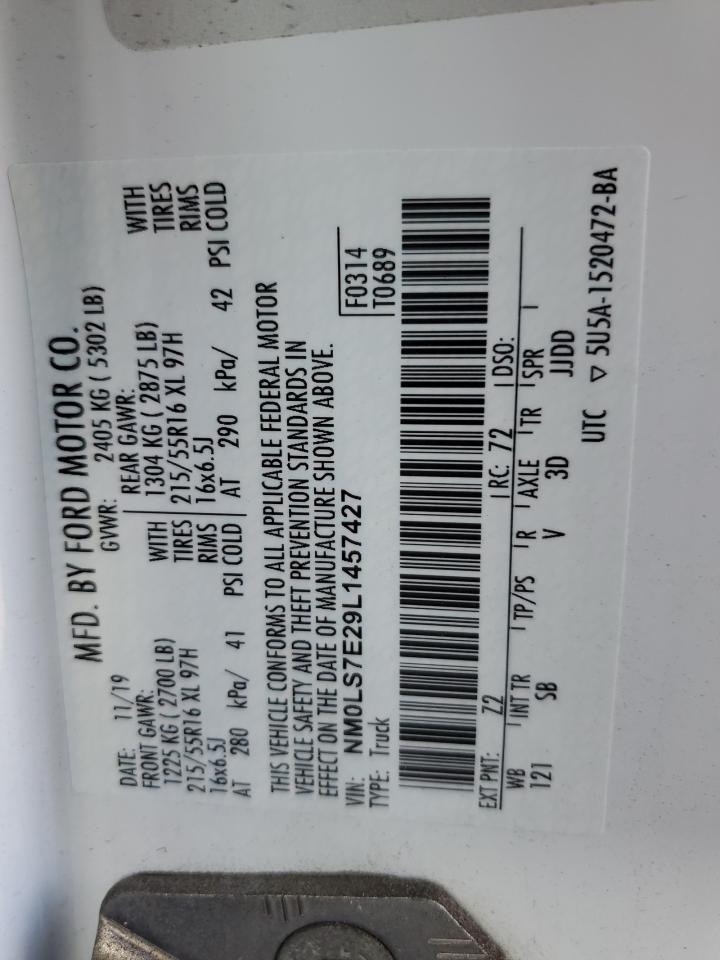 MFD. BY FORD MOTOR CO.
DATE: 11/19 GVWR: 2405 KG ( 5302 LB)
FRONT GAWR: REAR GAWR:
1225 KG ( 2700 LB) WITH 1304 KG ( 2875 LB) WITH
215/55R16 XL 97H TIRES 215/55R16 XL 97H TIRES
16x6.5J RIMS 16x6.5J RIMS
AT 280 kPa/ 41 PSI COLD AT 290 kPa/ 42 PSI COLD
THIS VEHICLE CONFORMS TO ALL APPLICABLE FEDERAL MOTOR
VEHICLE SAFETY AND THEFT PREVENTION STANDARDS IN
EFFECT ON THE DATE OF MANUFACTURE SHOWN ABOVE.
VIN: NM0LS7E29L1457427 F0314
TYPE: Truck T0689
EXT PNT: Z2 RC: 72 DSO:
WB INT TR TP/PS R AXLE TR SPR
121 SB V 3D JJDD
UTC ▽ 5U5A-1520472-BA